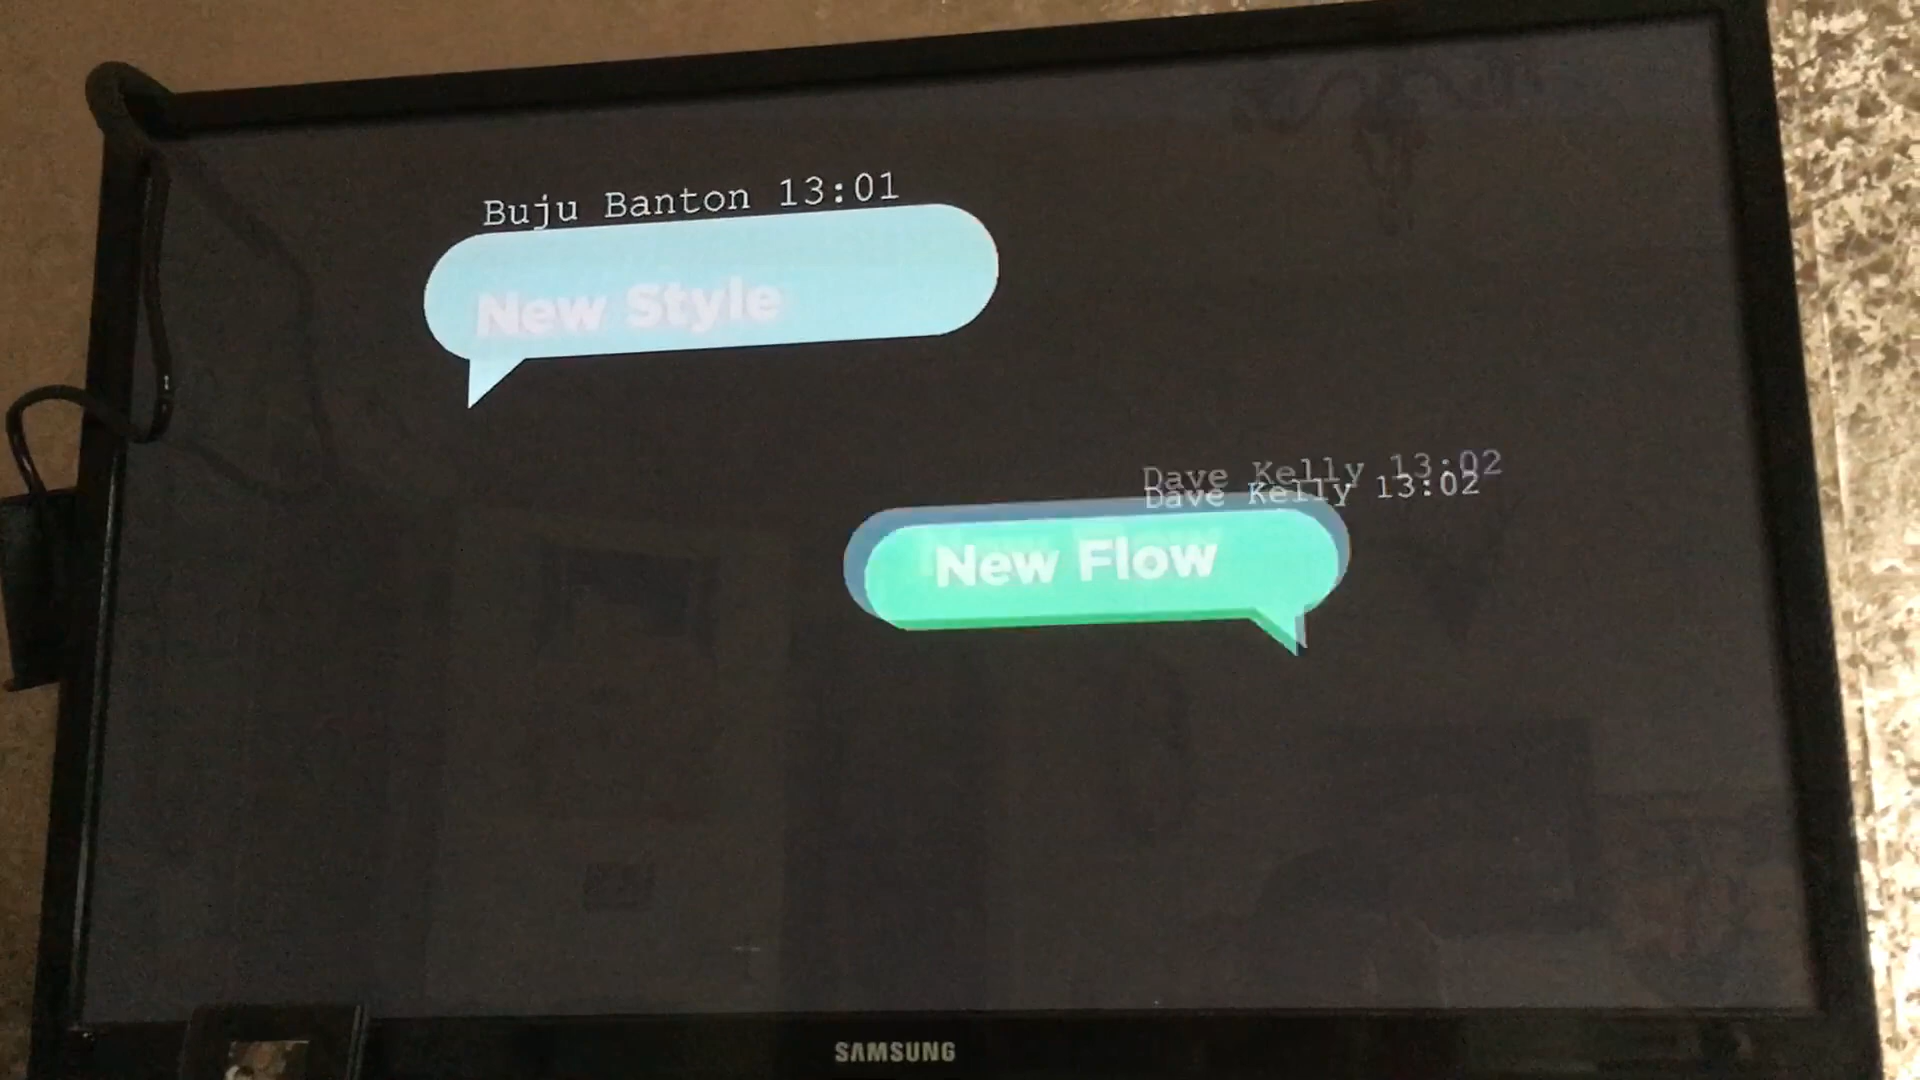 Buju Banton 13:01
New Style
Dave Kelly 13:02
Dave Kelly 13:02
New Flow
SAMSUNG